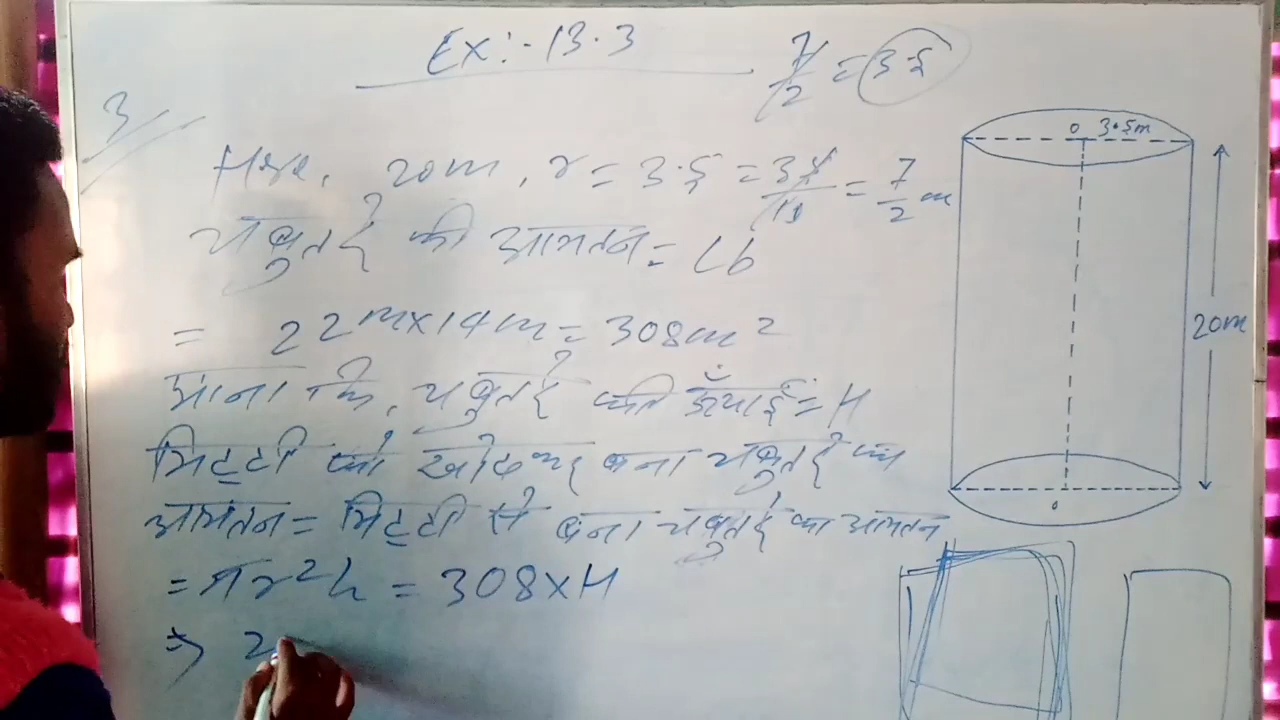 Ex:- 13.3
7/2 = 3.5
3
Here, 20m, r = 3.5 = 35/10 = 7/2 m
चबुतर्द की आयतन = Lb
= 22m×14m = 308m²
माना कि, चबुतर्द की ऊँचाई = H
मिट्टी को खोदकर बना चबुतर्द का
आयतन = मिट्टी से बना चबुतर्द का आयतन
= πr²h = 308×H
⇒ 2
0 3.5m
20m
0